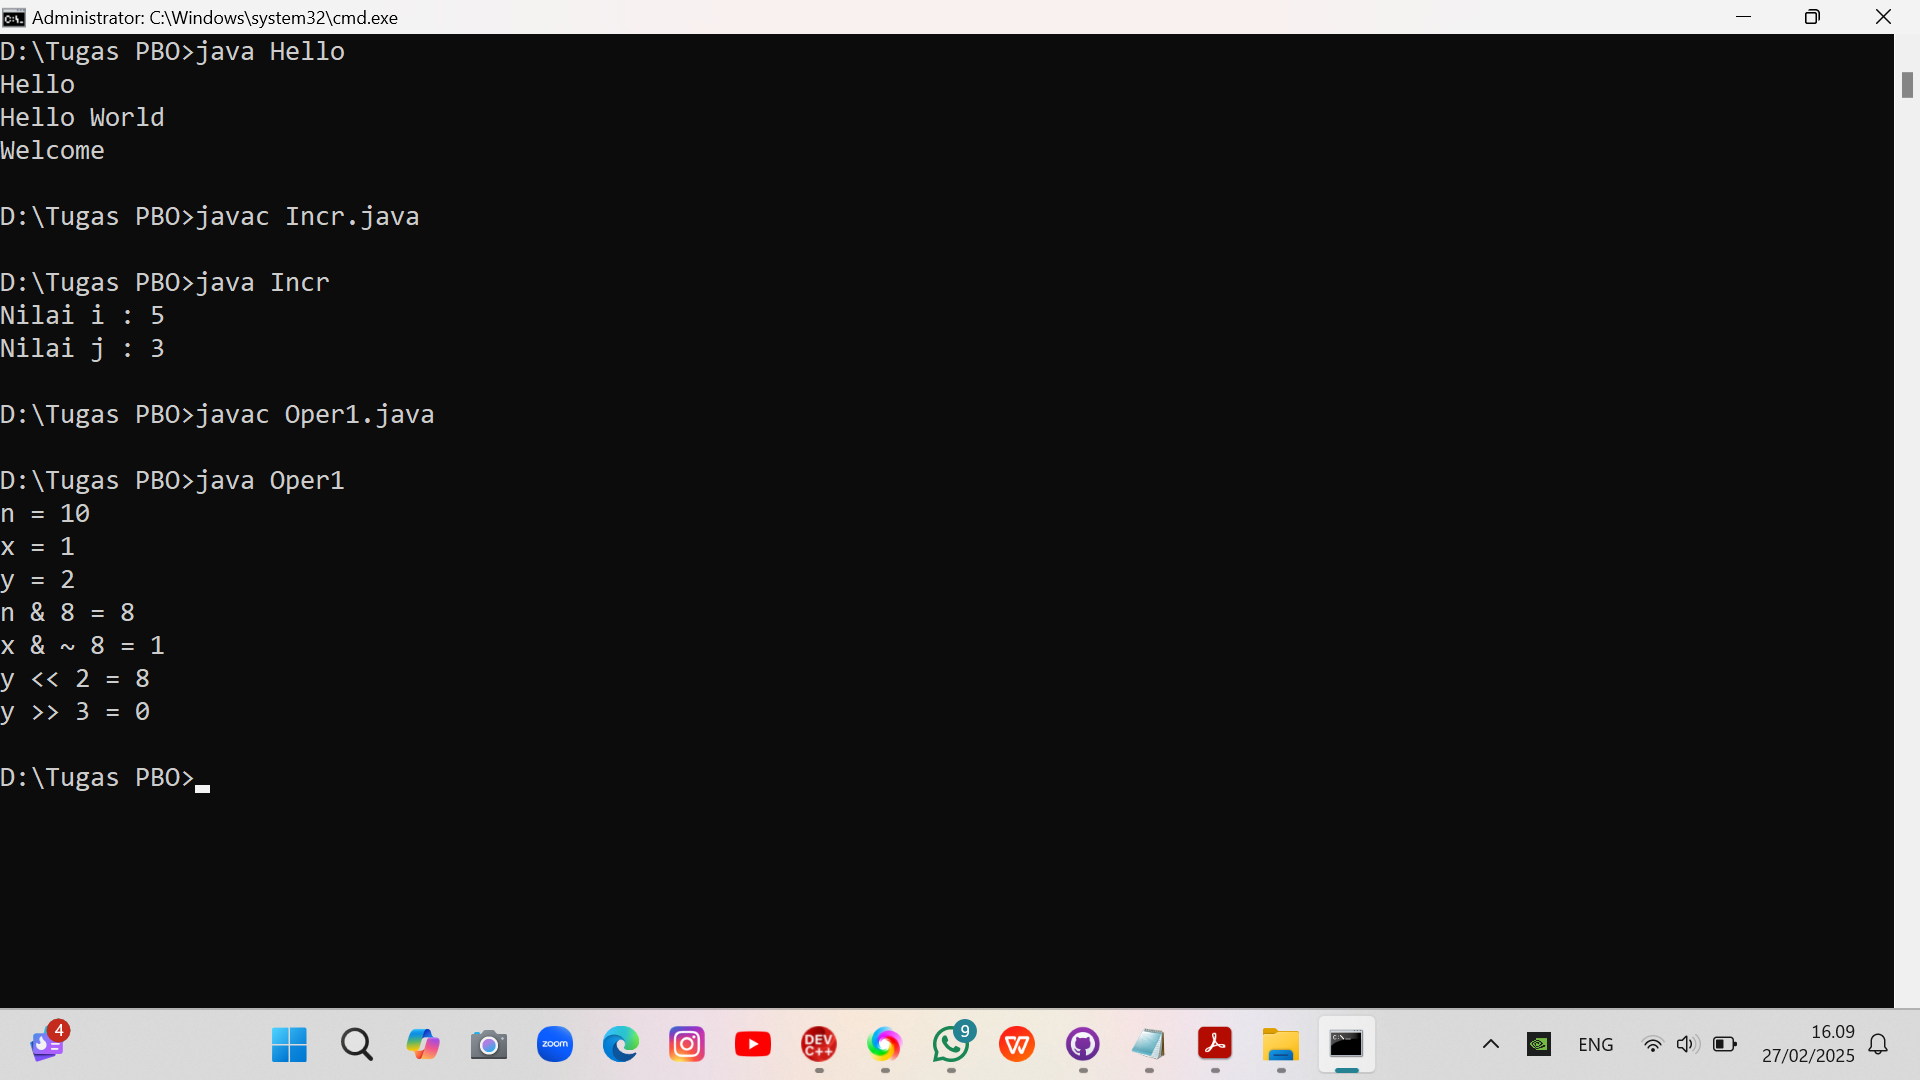 Administrator: C:\Windows\system32\cmd.exe
D:\Tugas PBO>java Hello
Hello
Hello World
Welcome
D:\Tugas PBO>javac Incr.java
D:\Tugas PBO>java Incr
Nilai i : 5
Nilai j : 3
D:\Tugas PBO>javac Oper1.java
D:\Tugas PBO>java Oper1
n = 10
x = 1
y = 2
n & 8 = 8
x & ~ 8 = 1
y << 2 = 8
y >> 3 = 0
D:\Tugas PBO>
4
zoom
DEV
C++
9
W
ENG
16.09
27/02/2025